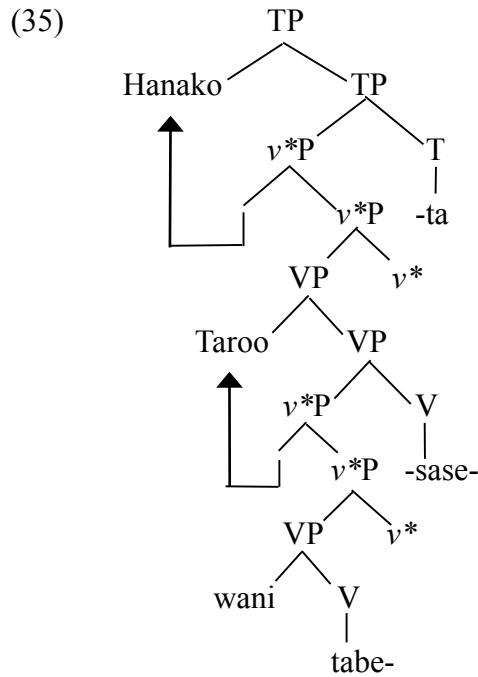 (35)
TP
Hanako TP
v*P T
v*P -ta
VP v*
Taroo VP
v*P V
v*P -sase-
VP v*
wani V
tabe-